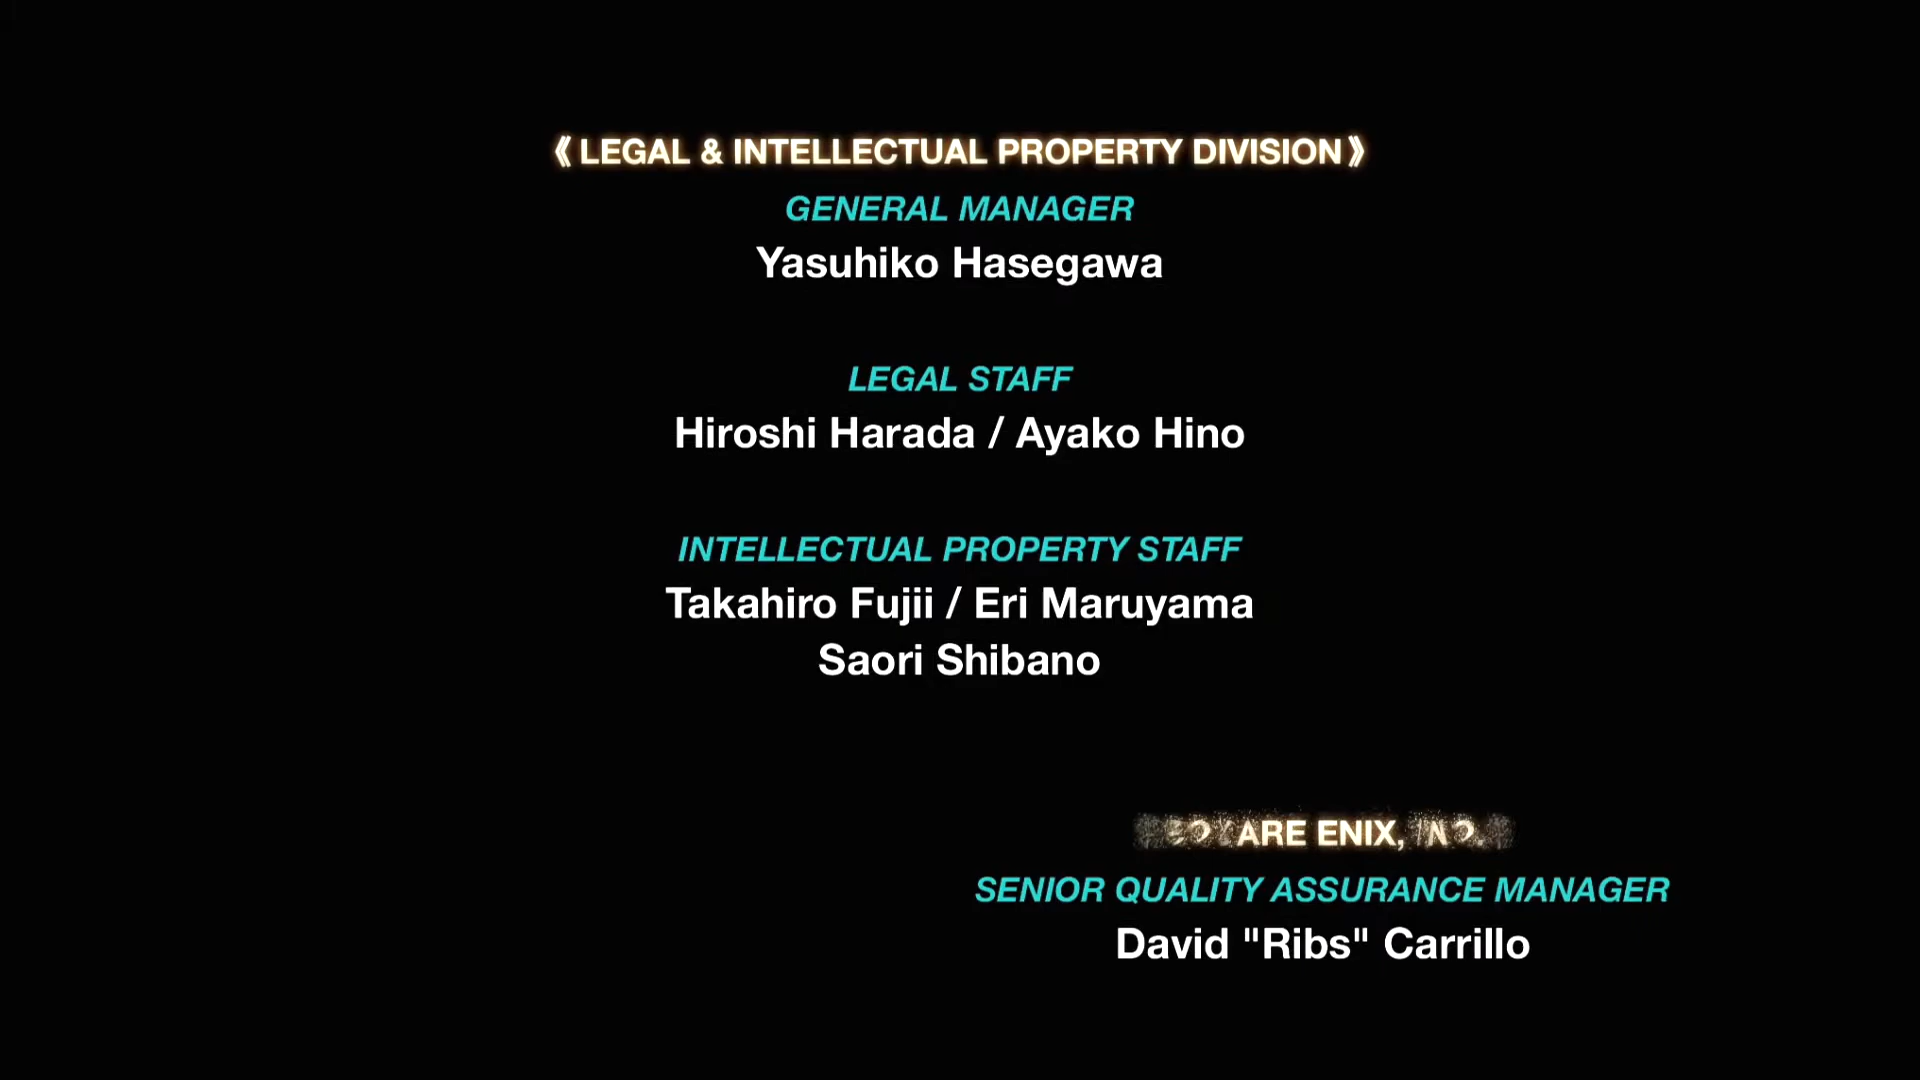 《LEGAL & INTELLECTUAL PROPERTY DIVISION》
GENERAL MANAGER
Yasuhiko Hasegawa
LEGAL STAFF
Hiroshi Harada / Ayako Hino
INTELLECTUAL PROPERTY STAFF
Takahiro Fujii / Eri Maruyama
Saori Shibano
ENIX,
SENIOR QUALITY ASSURANCE MANAGER
David "Ribs" Carrillo